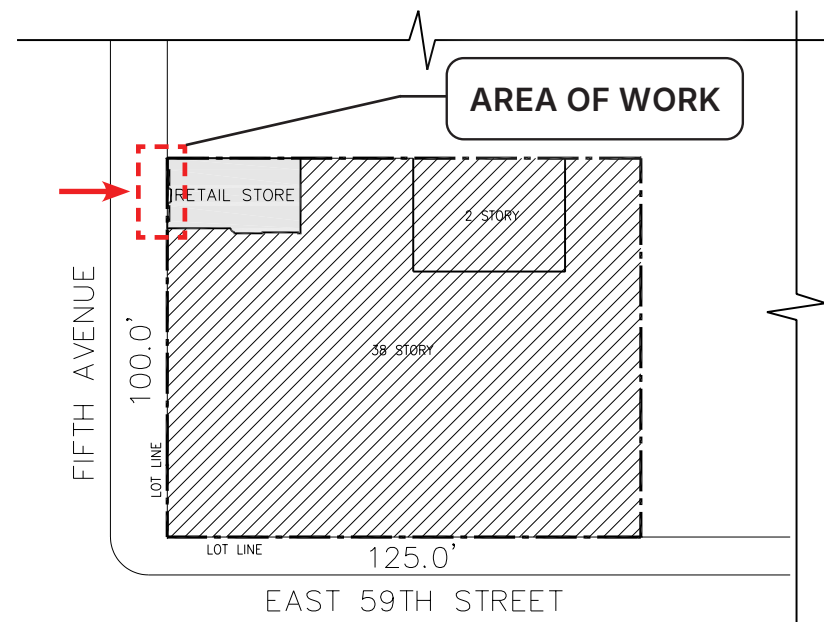 AREA OF WORK
RETAIL STORE
2 STORY
38 STORY
FIFTH AVENUE
100.0'
LOT LINE
LOT LINE
125.0'
EAST 59TH STREET